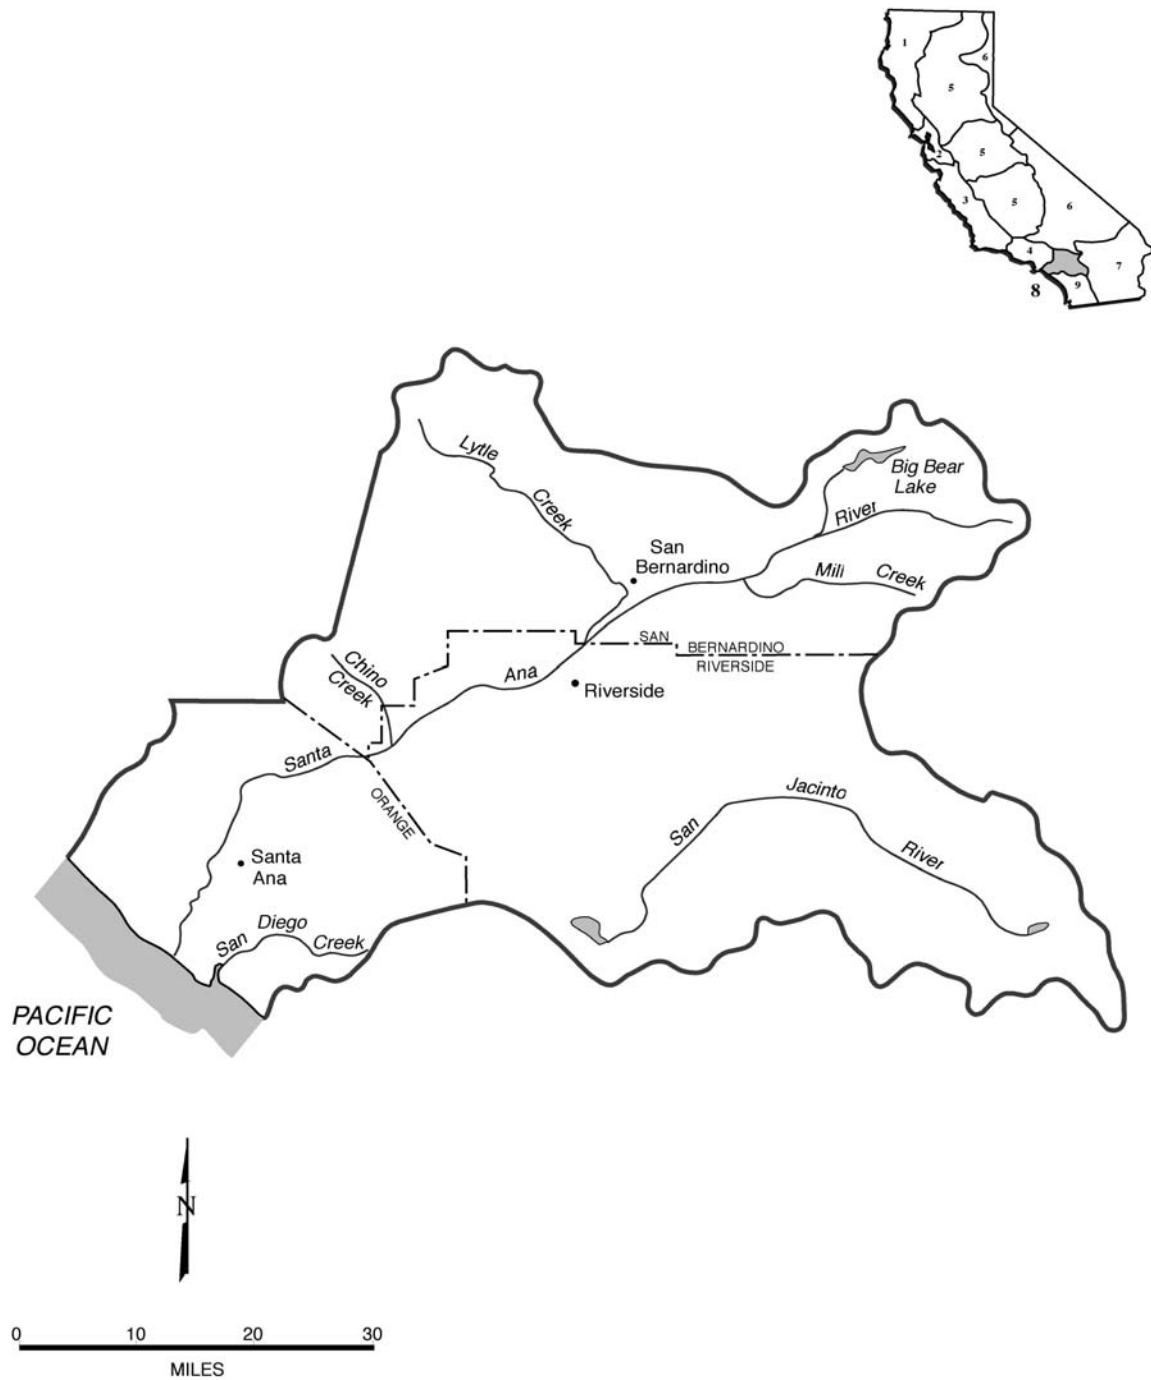 1
6
5
2
5
3
5
6
4
7
8
9
Lytle
Creek
Big Bear
Lake
River
San
Bernardino
Mill Creek
SAN
BERNARDINO
RIVERSIDE
Chino
Creek
Ana
Riverside
Santa
ORANGE
Jacinto
San
River
Santa
Ana
Diego
San
Creek
PACIFIC
OCEAN
N
0 10 20 30
MILES